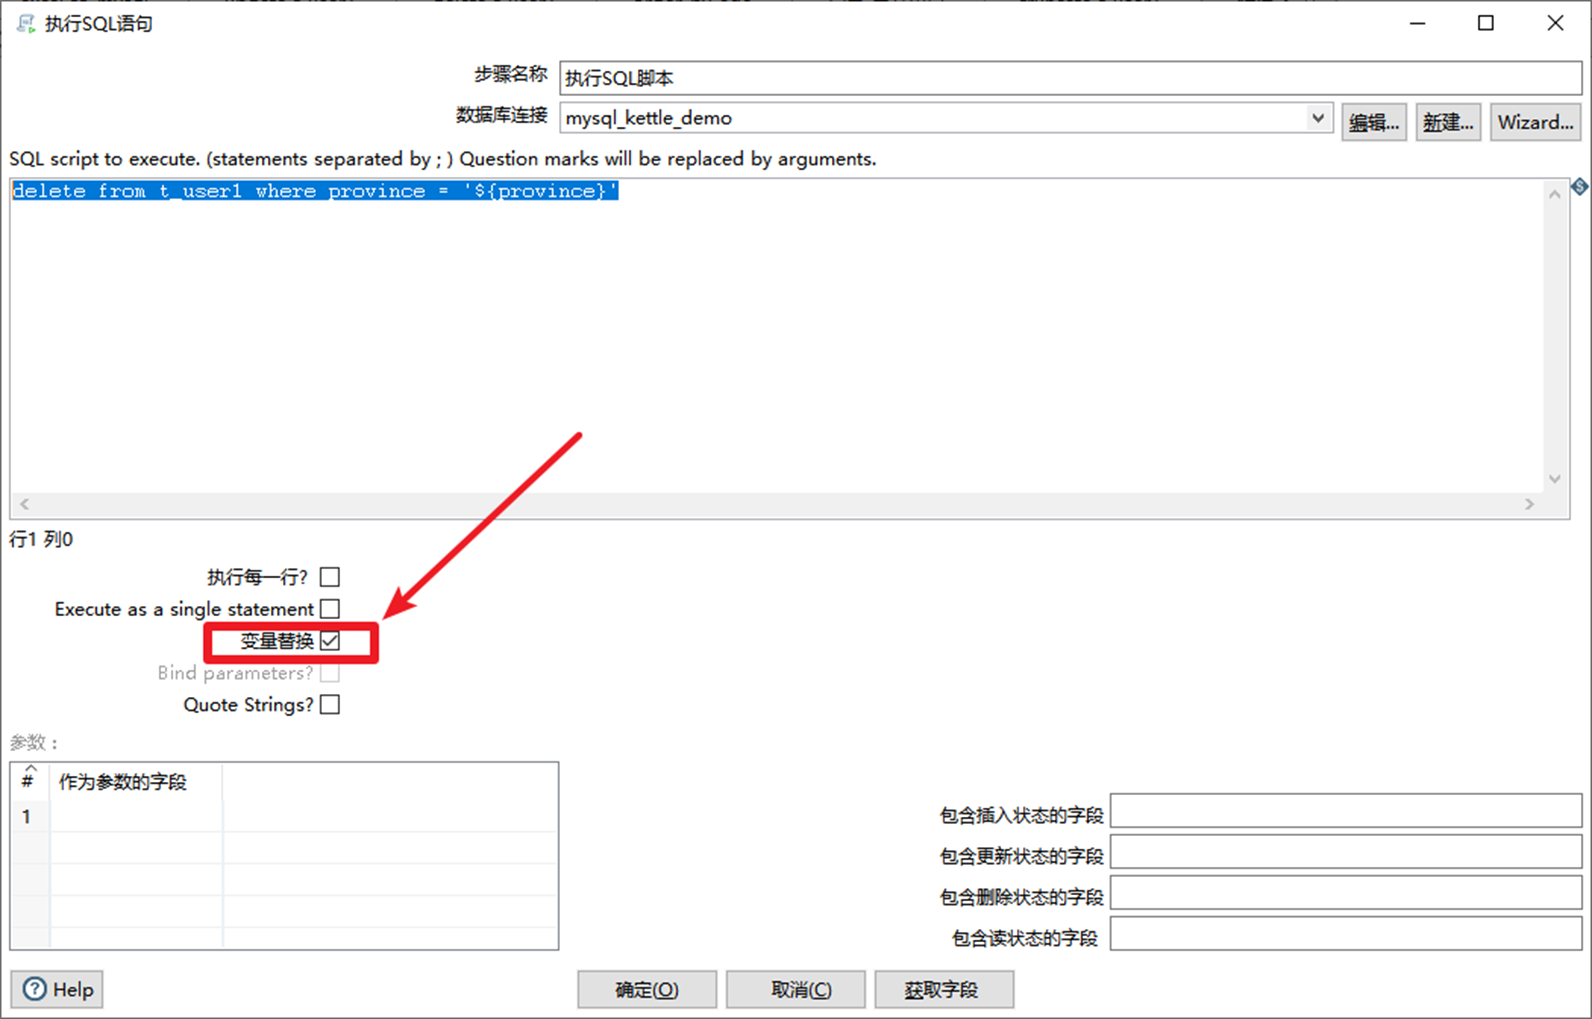 执行SQL语句
步骤名称 执行SQL脚本
数据库连接 mysql_kettle_demo 编辑... 新建... Wizard...
SQL script to execute. (statements separated by ; ) Question marks will be replaced by arguments.
delete from t_user1 where province = '${province}'
行1 列0
执行每一行?
Execute as a single statement
变量替换
Bind parameters?
Quote Strings?
参数 :
# 作为参数的字段
1
包含插入状态的字段
包含更新状态的字段
包含删除状态的字段
包含读状态的字段
Help 确定(O) 取消(C) 获取字段